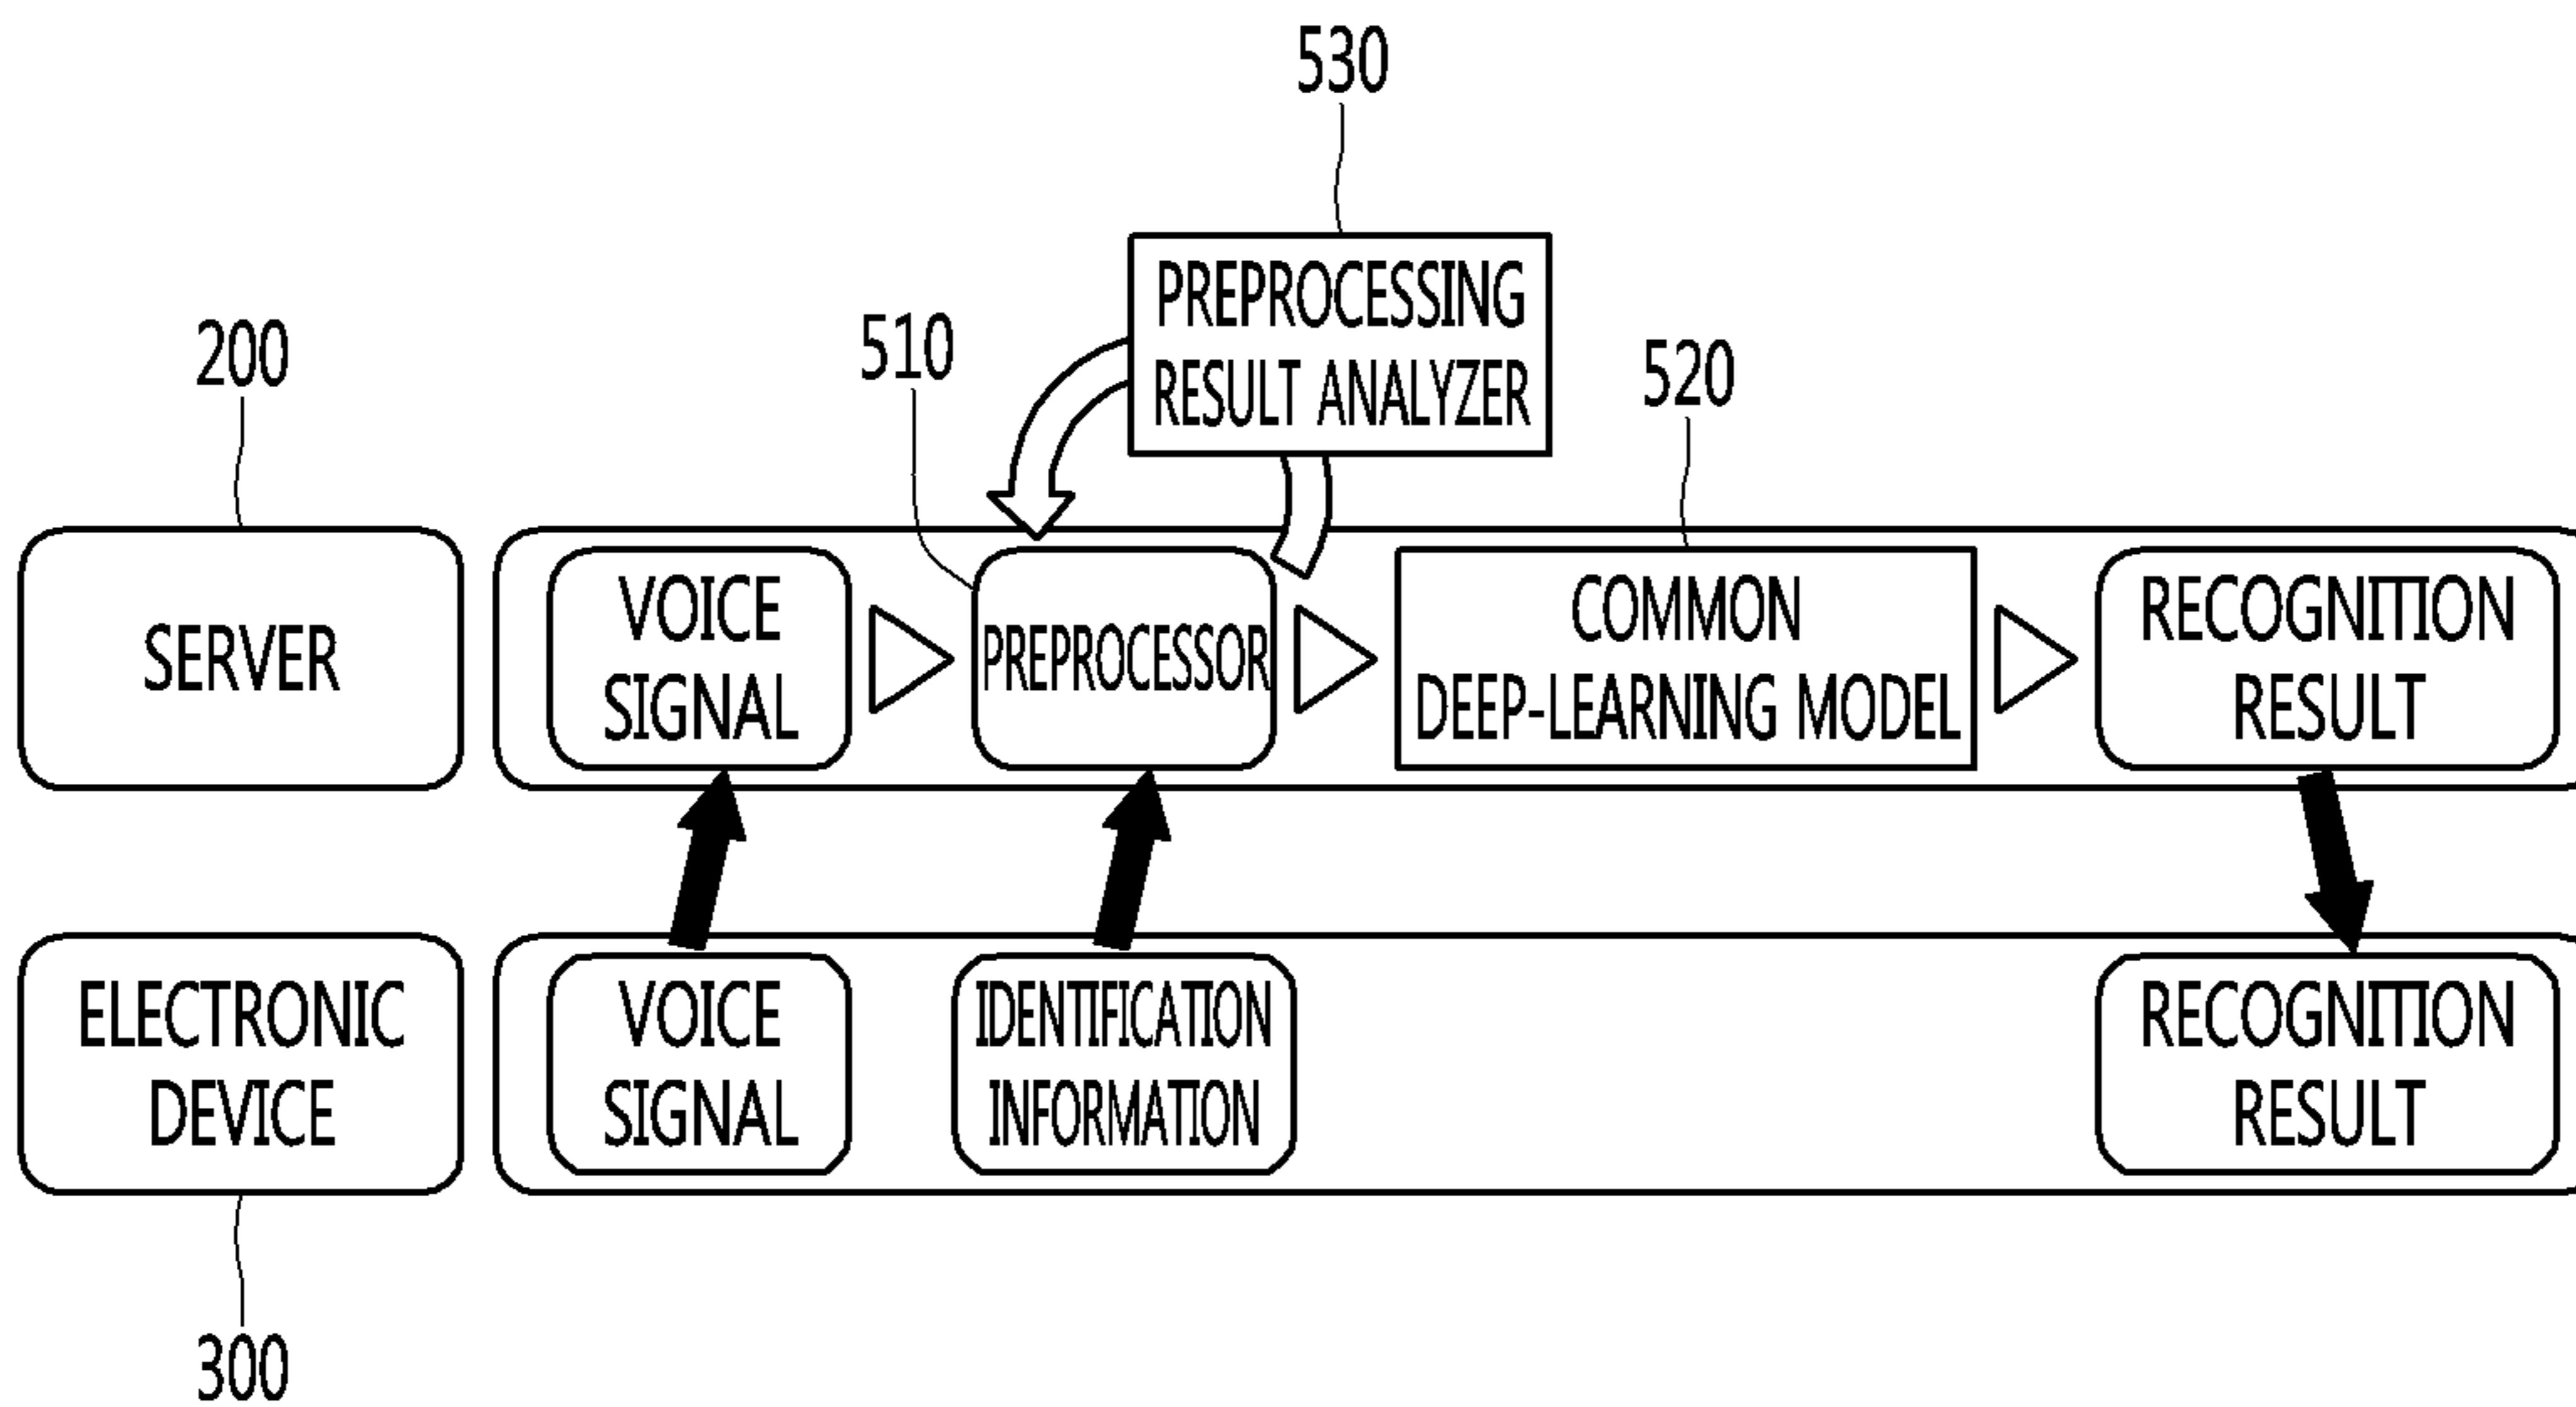 530
PREPROCESSING
RESULT ANALYZER
200
510
520
SERVER
VOICE
SIGNAL
PREPROCESSOR
COMMON
DEEP-LEARNING MODEL
RECOGNITION
RESULT
ELECTRONIC
DEVICE
VOICE
SIGNAL
IDENTIFICATION
INFORMATION
RECOGNITION
RESULT
300